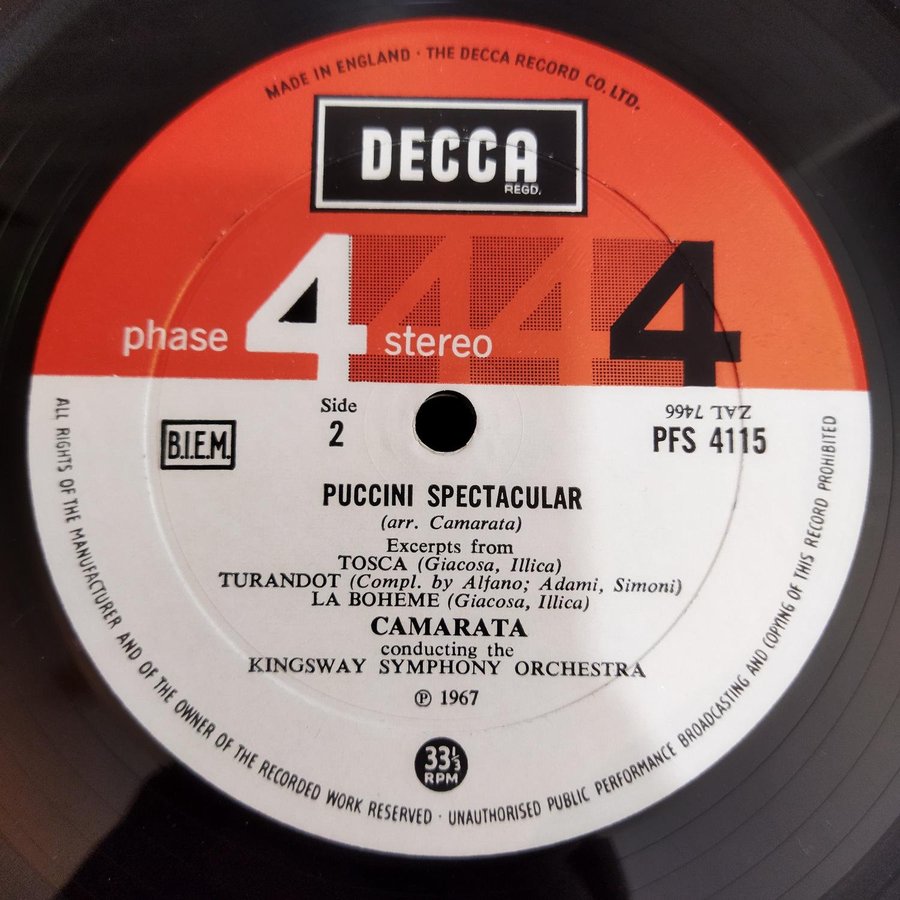 MADE IN ENGLAND · THE DECCA RECORD CO. LTD.
DECCA
REGD.
phase 4 stereo 4 4 4
Side
2
B.I.E.M.
ZAL 7466
PFS 4115
PUCCINI SPECTACULAR
(arr. Camarata)
Excerpts from
TOSCA (Giacosa, Illica)
TURANDOT (Compl. by Alfano; Adami, Simoni)
LA BOHEME (Giacosa, Illica)
CAMARATA
conducting the
KINGSWAY SYMPHONY ORCHESTRA
℗ 1967
33⅓
RPM
ALL RIGHTS OF THE MANUFACTURER AND OF THE OWNER OF THE RECORDED WORK RESERVED · UNAUTHORISED PUBLIC PERFORMANCE BROADCASTING AND COPYING OF THIS RECORD PROHIBITED